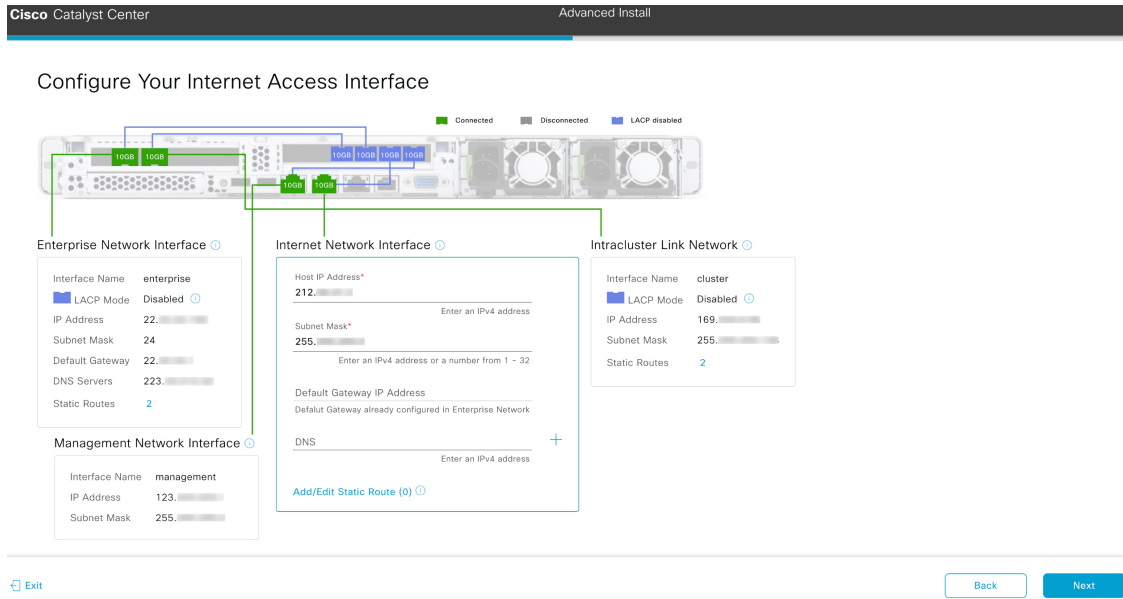 Cisco Catalyst Center
Advanced Install
Configure Your Internet Access Interface
Connected
Disconnected
LACP disabled
10GB 10GB
10GB 10GB 10GB 10GB
10GB 10GB
Enterprise Network Interface
Interface Name enterprise
LACP Mode Disabled
IP Address 22.
Subnet Mask 24
Default Gateway 22.
DNS Servers 223.
Static Routes 2
Management Network Interface
Interface Name management
IP Address 123.
Subnet Mask 255.
Internet Network Interface
Host IP Address*
212.
Enter an IPv4 address
Subnet Mask*
255.
Enter an IPv4 address or a number from 1 - 32
Default Gateway IP Address
Defalut Gateway already configured in Enterprise Network
DNS
Enter an IPv4 address
Add/Edit Static Route (0)
Intracluster Link Network
Interface Name cluster
LACP Mode Disabled
IP Address 169.
Subnet Mask 255.
Static Routes 2
Exit
Back
Next